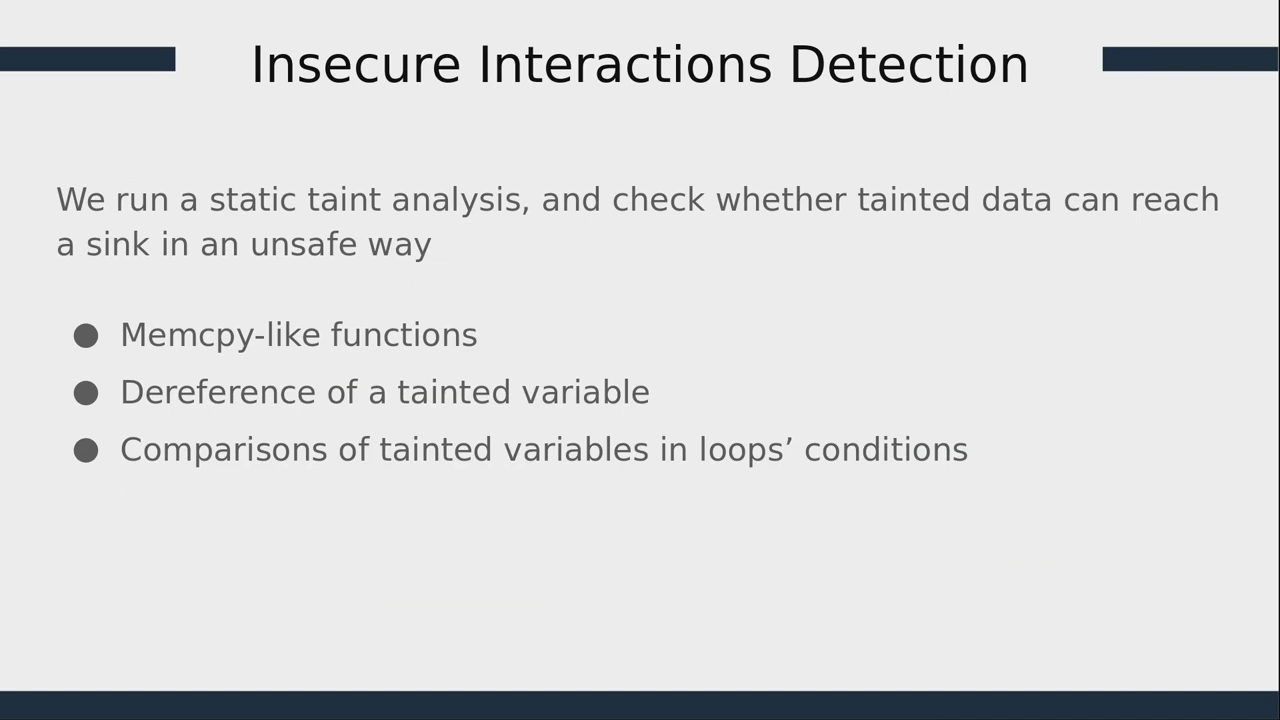 Insecure Interactions Detection
We run a static taint analysis, and check whether tainted data can reach
a sink in an unsafe way
● Memcpy-like functions
● Dereference of a tainted variable
● Comparisons of tainted variables in loops’ conditions